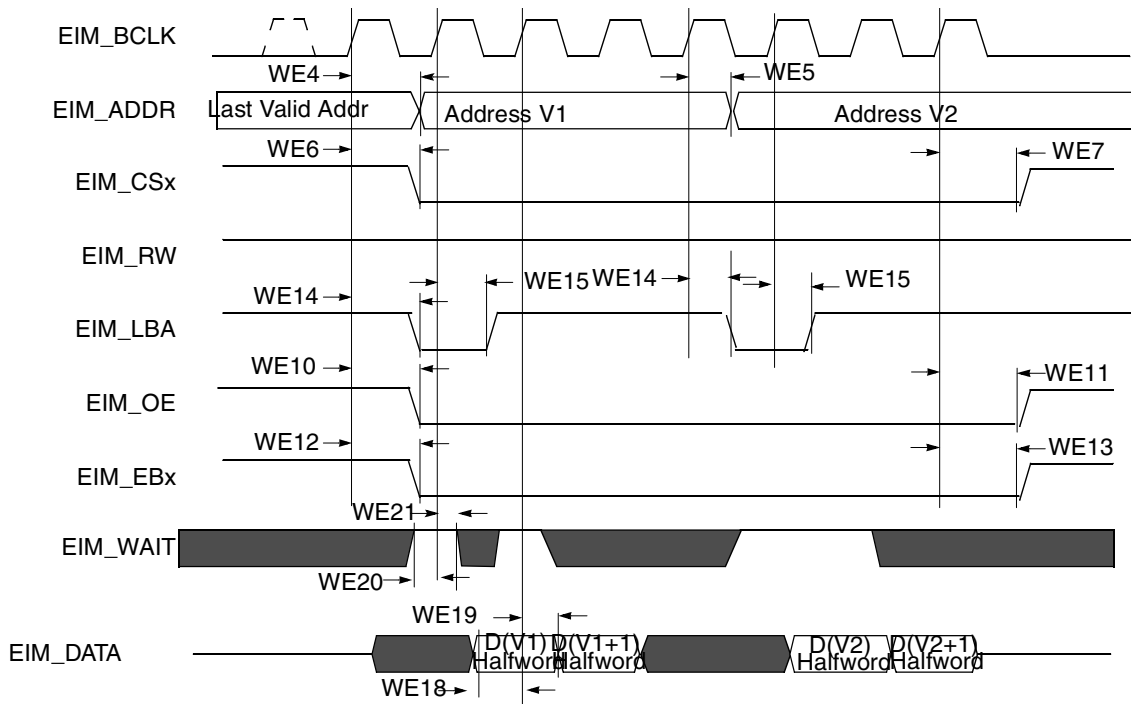 EIM_BCLK
WE4
WE5
EIM_ADDR
Last Valid Addr
Address V1
Address V2
WE6
WE7
EIM_CSx
EIM_RW
WE14
WE15
WE14
WE15
EIM_LBA
WE10
WE11
EIM_OE
WE12
WE13
EIM_EBx
WE21
EIM_WAIT
WE20
WE19
EIM_DATA
D(V1)
Halfword
D(V1+1)
Halfword
D(V2)
Halfword
D(V2+1)
Halfword
WE18